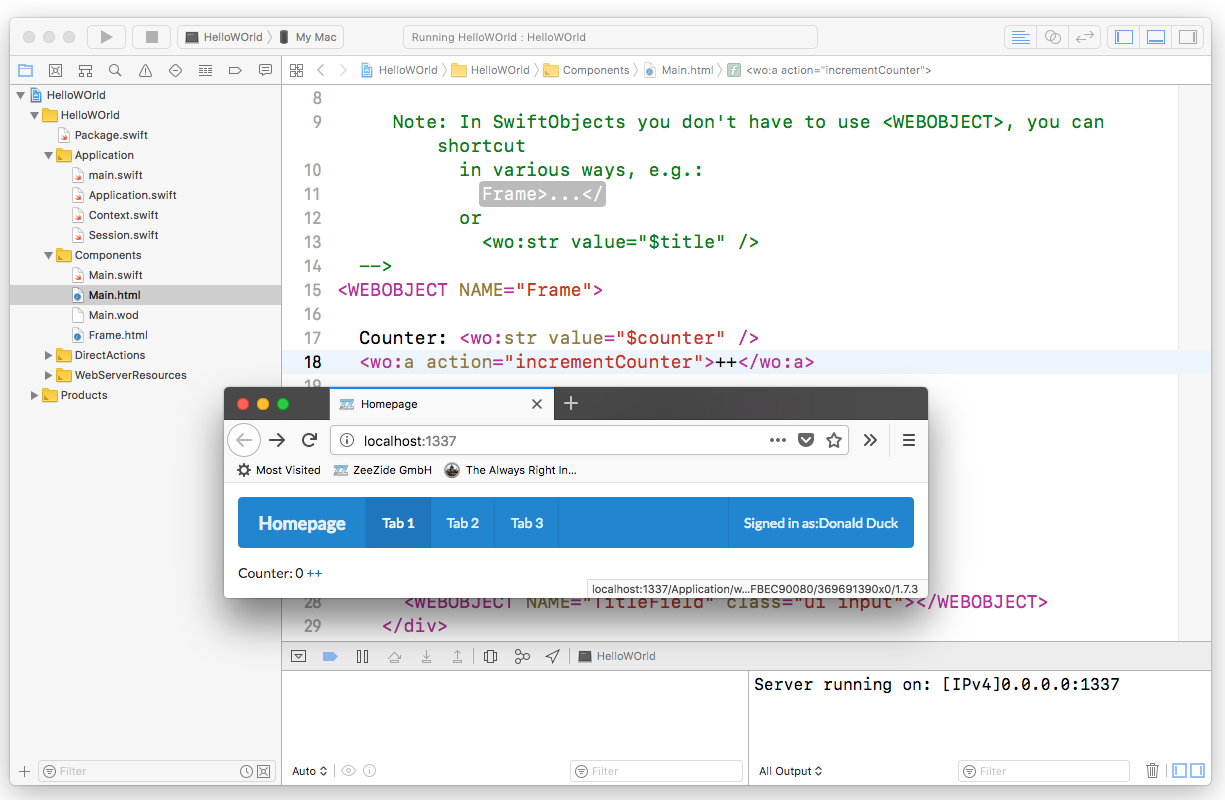 HelloWOrld
My Mac
Running HelloWOrld : HelloWOrld
HelloWOrld
HelloWOrld
Components
Main.html
<wo:a action="incrementCounter">
HelloWOrld
HelloWOrld
Package.swift
Application
main.swift
Application.swift
Context.swift
Session.swift
Components
Main.swift
Main.html
Main.wod
Frame.html
DirectActions
WebServerResources
Products
Filter
8
9 Note: In SwiftObjects you don't have to use <WEBOBJECT>, you can
shortcut
10 in various ways, e.g.:
11 Frame>...</
12 or
13 <wo:str value="$title" />
14 -->
15 <WEBOBJECT NAME="Frame">
16
17 Counter: <wo:str value="$counter" />
18 <wo:a action="incrementCounter">++</wo:a>
19
Homepage
localhost:1337
Most Visited ZeeZide GmbH The Always Right In...
Homepage Tab 1 Tab 2 Tab 3 Signed in as:Donald Duck
Counter: 0 ++
localhost:1337/Application/w...FBEC90080/369691390x0/1.7.3
28 <WEBOBJECT NAME="TitleField" class="ui input"></WEBOBJECT>
29 </div>
HelloWOrld
Server running on: [IPv4]0.0.0.0:1337
Auto
Filter
All Output
Filter